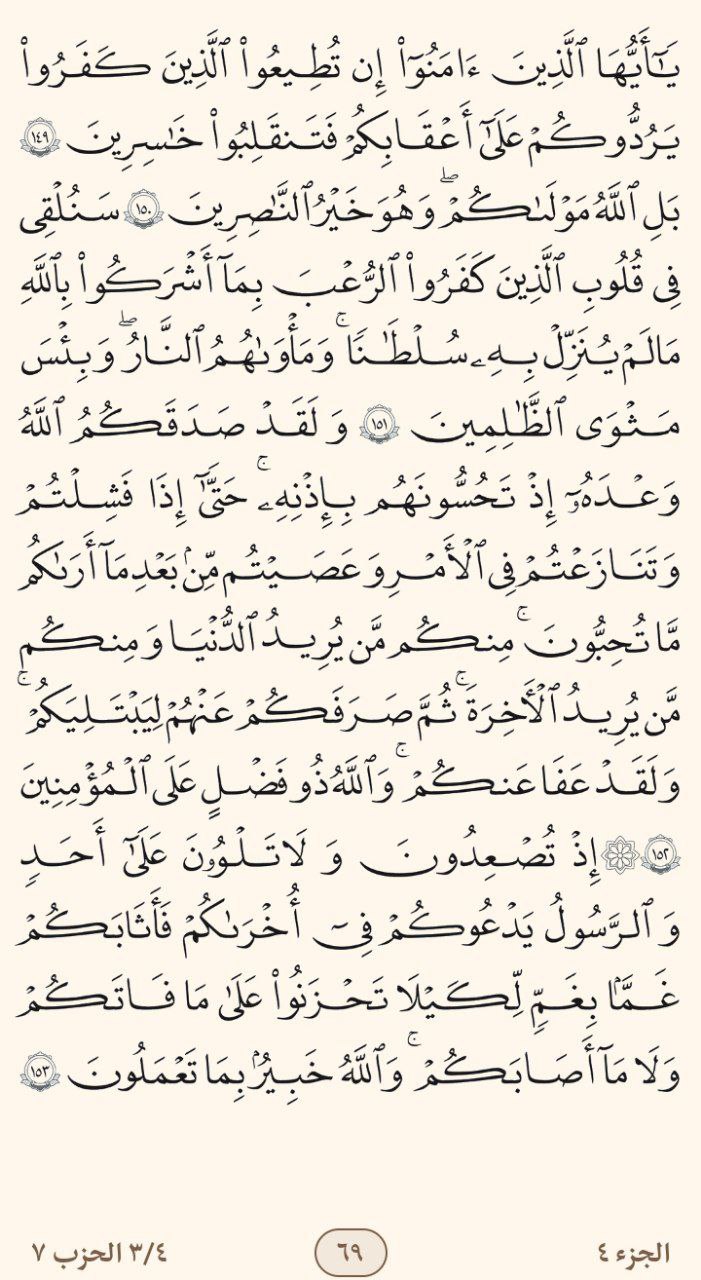 يَـٰٓأَيُّهَا ٱلَّذِينَ ءَامَنُوٓا۟ إِن تُطِيعُوا۟ ٱلَّذِينَ كَفَرُوا۟
يَرُدُّوكُمْ عَلَىٰٓ أَعْقَـٰبِكُمْ فَتَنقَلِبُوا۟ خَـٰسِرِينَ ١٤٩
بَلِ ٱللَّهُ مَوْلَىٰكُمْ ۖ وَهُوَ خَيْرُ ٱلنَّـٰصِرِينَ ١٥٠ سَنُلْقِى
فِى قُلُوبِ ٱلَّذِينَ كَفَرُوا۟ ٱلرُّعْبَ بِمَآ أَشْرَكُوا۟ بِٱللَّهِ
مَا لَمْ يُنَزِّلْ بِهِۦ سُلْطَـٰنًا ۚ وَمَأْوَىٰهُمُ ٱلنَّارُ ۖ وَبِئْسَ
مَثْوَى ٱلظَّـٰلِمِينَ ١٥١ وَلَقَدْ صَدَقَكُمُ ٱللَّهُ
وَعْدَهُۥٓ إِذْ تَحُسُّونَهُم بِإِذْنِهِۦ ۚ حَتَّىٰٓ إِذَا فَشِلْتُمْ
وَتَنَـٰزَعْتُمْ فِى ٱلْأَمْرِ وَعَصَيْتُم مِّنۢ بَعْدِ مَآ أَرَىٰكُم
مَّا تُحِبُّونَ ۚ مِنكُم مَّن يُرِيدُ ٱلدُّنْيَا وَمِنكُم
مَّن يُرِيدُ ٱلْـَٔاخِرَةَ ۚ ثُمَّ صَرَفَكُمْ عَنْهُمْ لِيَبْتَلِيَكُمْ ۖ
وَلَقَدْ عَفَا عَنكُمْ ۚ وَٱللَّهُ ذُو فَضْلٍ عَلَى ٱلْمُؤْمِنِينَ
١٥٢ ۞ إِذْ تُصْعِدُونَ وَلَا تَلْوُۥنَ عَلَىٰٓ أَحَدٍ
وَٱلرَّسُولُ يَدْعُوكُمْ فِىٓ أُخْرَىٰكُمْ فَأَثَـٰبَكُمْ
غَمًّۢا بِغَمٍّ لِّكَيْلَا تَحْزَنُوا۟ عَلَىٰ مَا فَاتَكُمْ
وَلَا مَآ أَصَـٰبَكُمْ ۗ وَٱللَّهُ خَبِيرٌۢ بِمَا تَعْمَلُونَ ١٥٣
الجزء ٤
٦٩
٣/٤ الحزب ٧